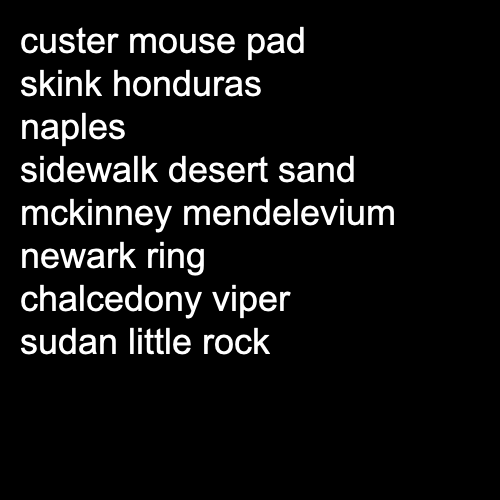 custer mouse pad
skink honduras
naples
sidewalk desert sand
mckinney mendelevium
newark ring
chalcedony viper
sudan little rock